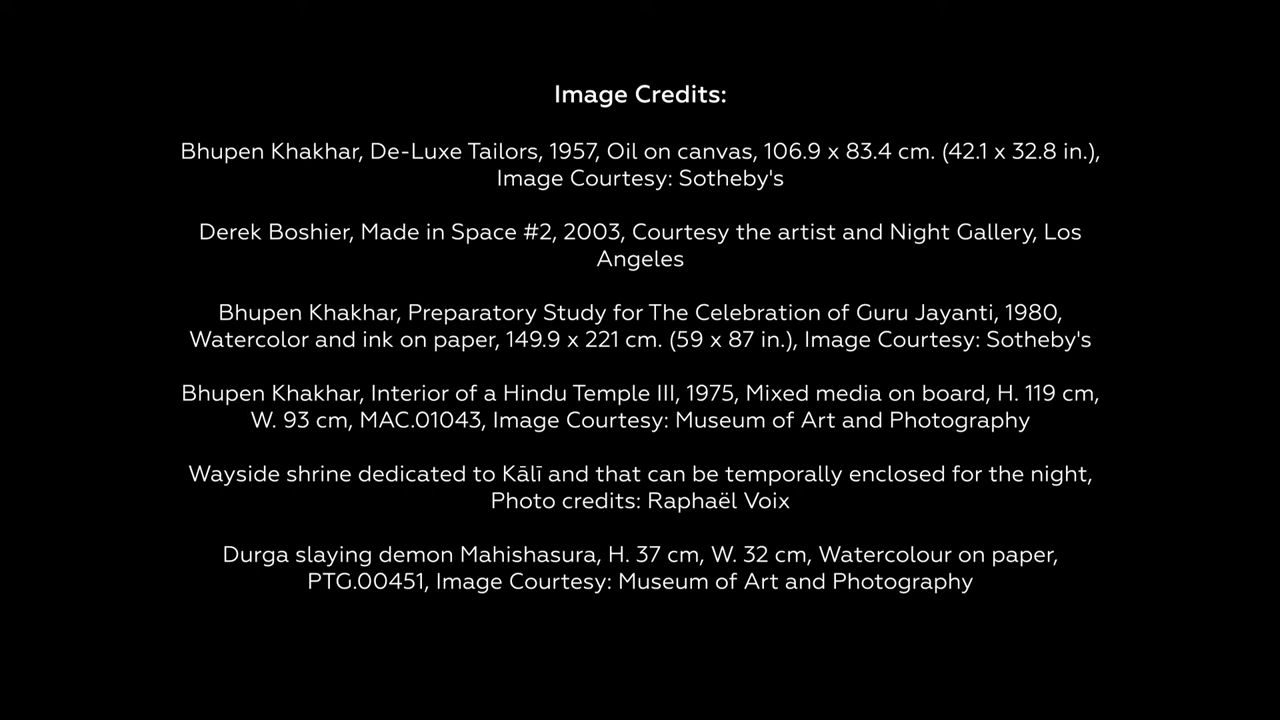 Image Credits:
Bhupen Khakhar, De-Luxe Tailors, 1957, Oil on canvas, 106.9 x 83.4 cm. (42.1 x 32.8 in.),
Image Courtesy: Sotheby's
Derek Boshier, Made in Space #2, 2003, Courtesy the artist and Night Gallery, Los
Angeles
Bhupen Khakhar, Preparatory Study for The Celebration of Guru Jayanti, 1980,
Watercolor and ink on paper, 149.9 x 221 cm. (59 x 87 in.), Image Courtesy: Sotheby's
Bhupen Khakhar, Interior of a Hindu Temple III, 1975, Mixed media on board, H. 119 cm,
W. 93 cm, MAC.01043, Image Courtesy: Museum of Art and Photography
Wayside shrine dedicated to Kālī and that can be temporally enclosed for the night,
Photo credits: Raphaël Voix
Durga slaying demon Mahishasura, H. 37 cm, W. 32 cm, Watercolour on paper,
PTG.00451, Image Courtesy: Museum of Art and Photography